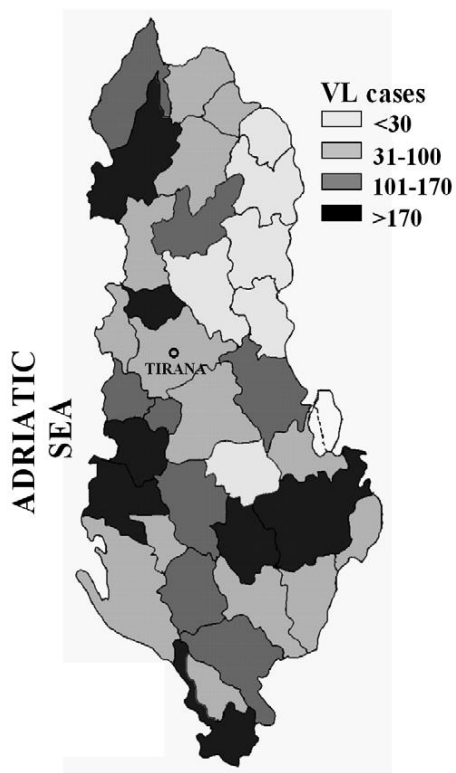 VL cases
<30
31-100
101-170
>170
TIRANA
ADRIATIC
SEA